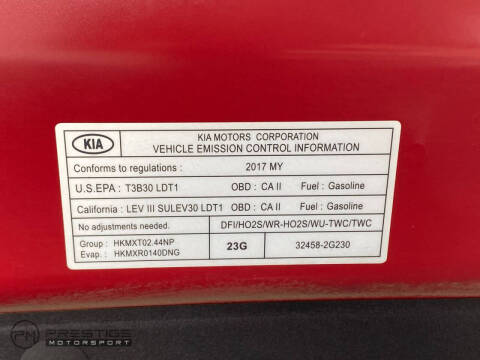 KIA
KIA MOTORS CORPORATION
VEHICLE EMISSION CONTROL INFORMATION
Conforms to regulations : 2017 MY
U.S.EPA : T3B30 LDT1 OBD : CA II Fuel : Gasoline
California : LEV III SULEV30 LDT1 OBD : CA II Fuel : Gasoline
No adjustments needed. DFI/HO2S/WR-HO2S/WU-TWC/TWC
Group : HKMXT02.44NP
Evap. : HKMXR0140DNG
23G
32458-2G230
PRESTIGE
MOTORSPORT